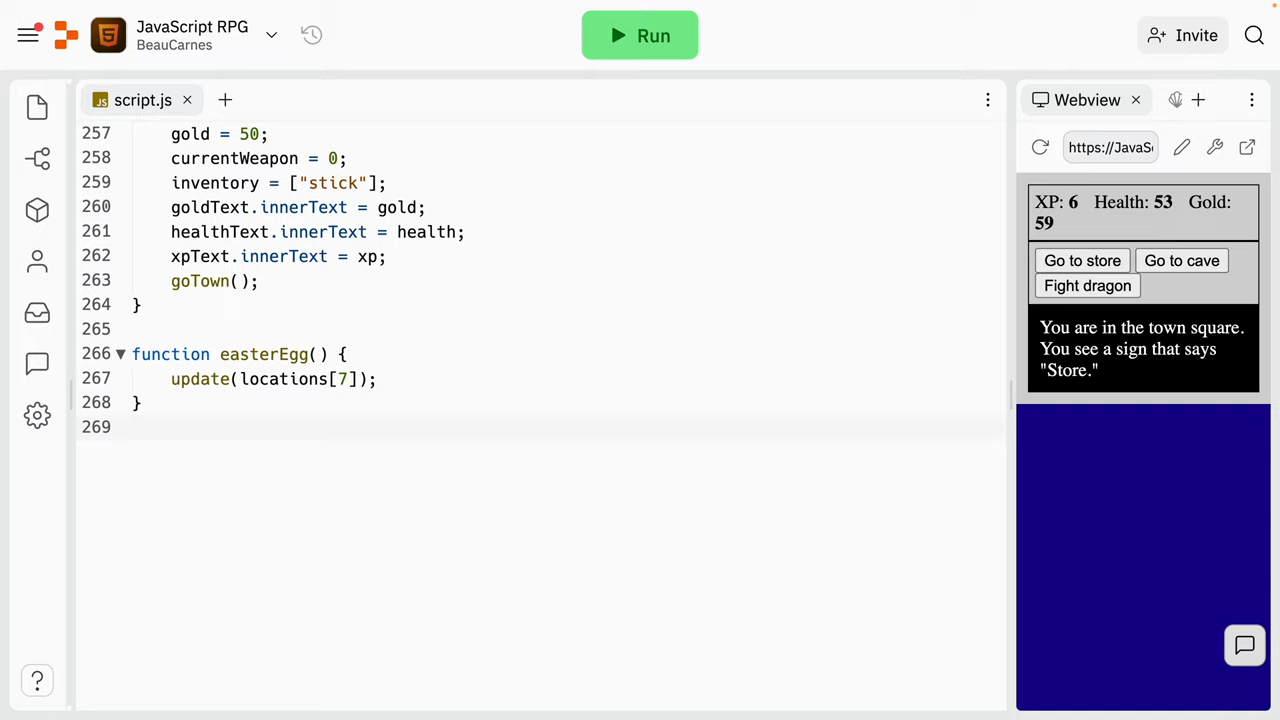 JavaScript RPG
BeauCarnes
Run
Invite
JS script.js
Webview
https://JavaS
257 gold = 50;
258 currentWeapon = 0;
259 inventory = ["stick"];
260 goldText.innerText = gold;
261 healthText.innerText = health;
262 xpText.innerText = xp;
263 goTown();
264 }
265
266 function easterEgg() {
267 update(locations[7]);
268 }
269
XP: 6 Health: 53 Gold:
59
Go to store Go to cave
Fight dragon
You are in the town square.
You see a sign that says
"Store."
?